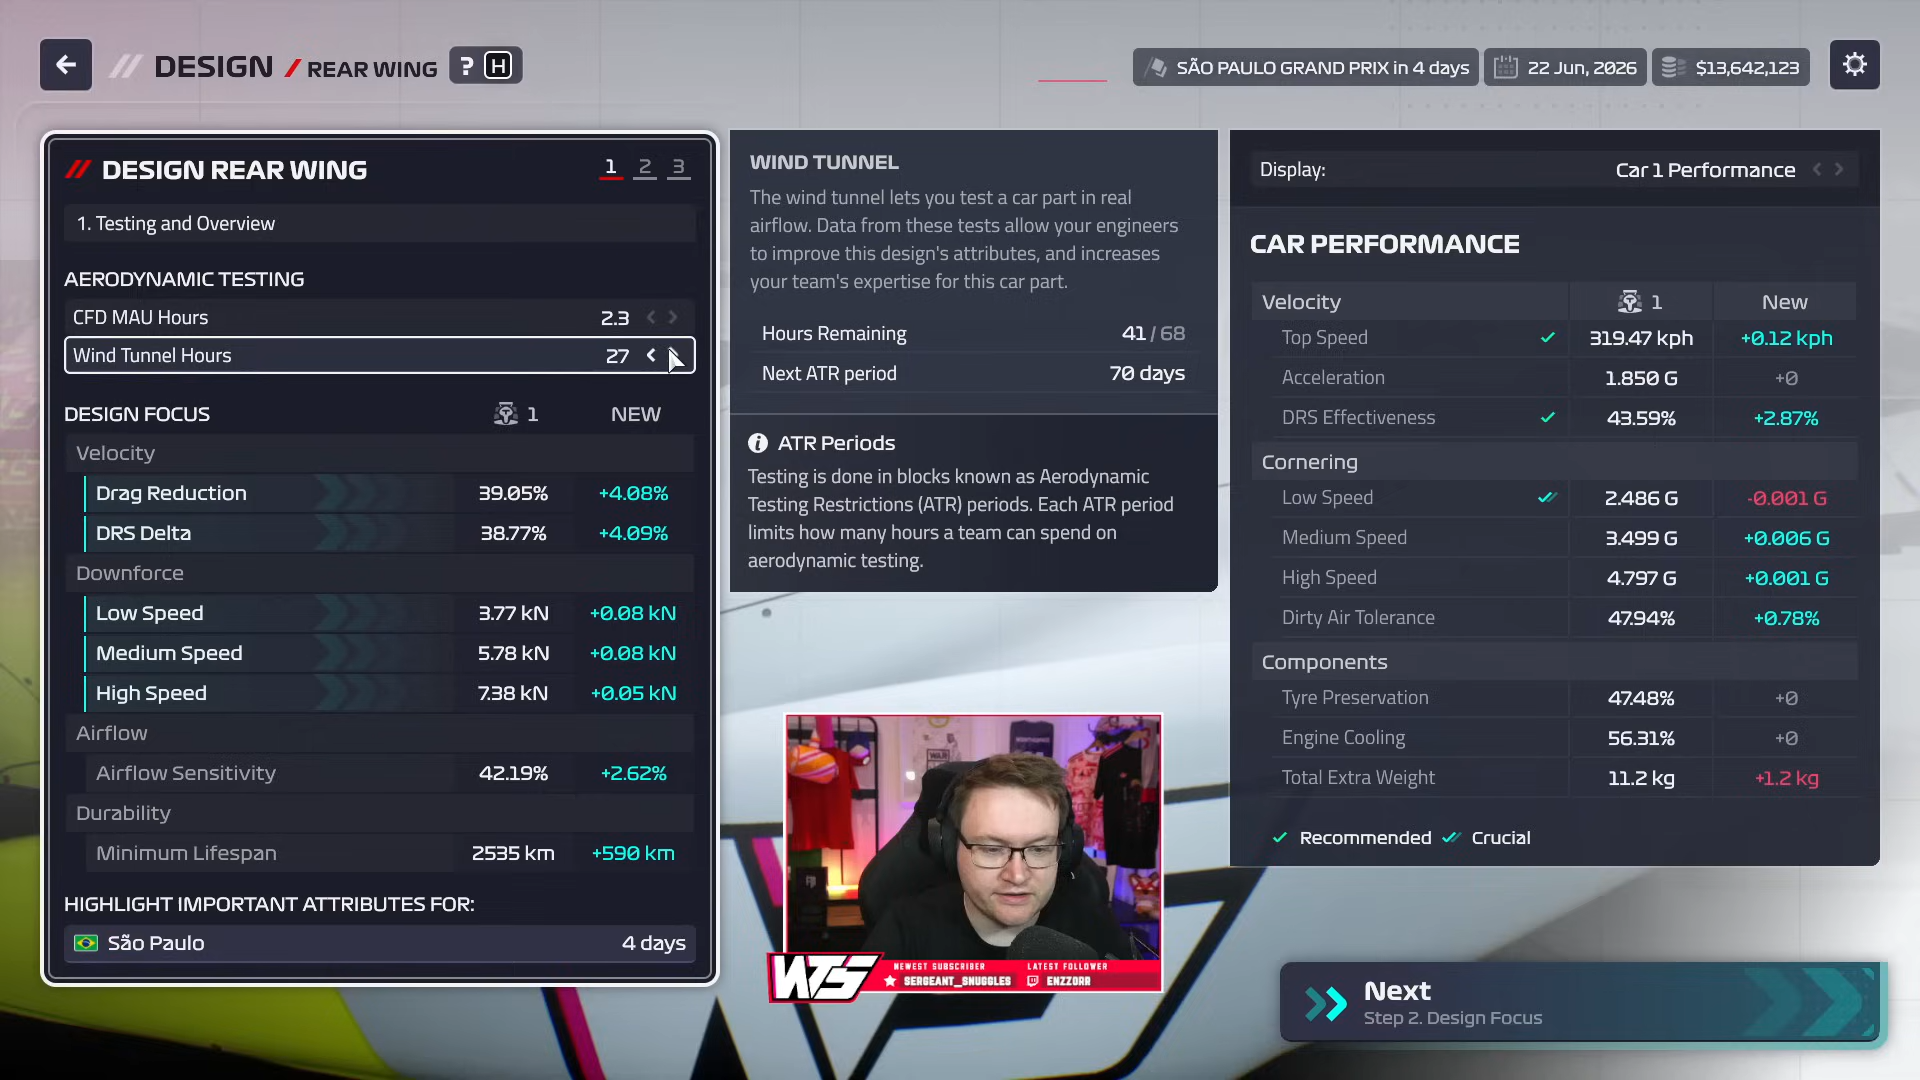 DESIGN / REAR WING ? H
SÃO PAULO GRAND PRIX in 4 days
22 Jun, 2026
$13,642,123
DESIGN REAR WING 1 2 3
1. Testing and Overview
AERODYNAMIC TESTING
CFD MAU Hours 2.3
Wind Tunnel Hours 27
DESIGN FOCUS 1 NEW
Velocity
Drag Reduction 39.05% +4.08%
DRS Delta 38.77% +4.09%
Downforce
Low Speed 3.77 kN +0.08 kN
Medium Speed 5.78 kN +0.08 kN
High Speed 7.38 kN +0.05 kN
Airflow
Airflow Sensitivity 42.19% +2.62%
Durability
Minimum Lifespan 2535 km +590 km
HIGHLIGHT IMPORTANT ATTRIBUTES FOR:
São Paulo 4 days
WIND TUNNEL
The wind tunnel lets you test a car part in real
airflow. Data from these tests allow your engineers
to improve this design's attributes, and increases
your team's expertise for this car part.
Hours Remaining 41 / 68
Next ATR period 70 days
ATR Periods
Testing is done in blocks known as Aerodynamic
Testing Restrictions (ATR) periods. Each ATR period
limits how many hours a team can spend on
aerodynamic testing.
WTS
NEWEST SUBSCRIBER
SERGEANT_SNUGGLES
LATEST FOLLOWER
ENZZORR
Display: Car 1 Performance
CAR PERFORMANCE
Velocity 1 New
Top Speed 319.47 kph +0.12 kph
Acceleration 1.850 G +0
DRS Effectiveness 43.59% +2.87%
Cornering
Low Speed 2.486 G -0.001 G
Medium Speed 3.499 G +0.006 G
High Speed 4.797 G +0.001 G
Dirty Air Tolerance 47.94% +0.78%
Components
Tyre Preservation 47.48% +0
Engine Cooling 56.31% +0
Total Extra Weight 11.2 kg +1.2 kg
Recommended Crucial
Next
Step 2. Design Focus